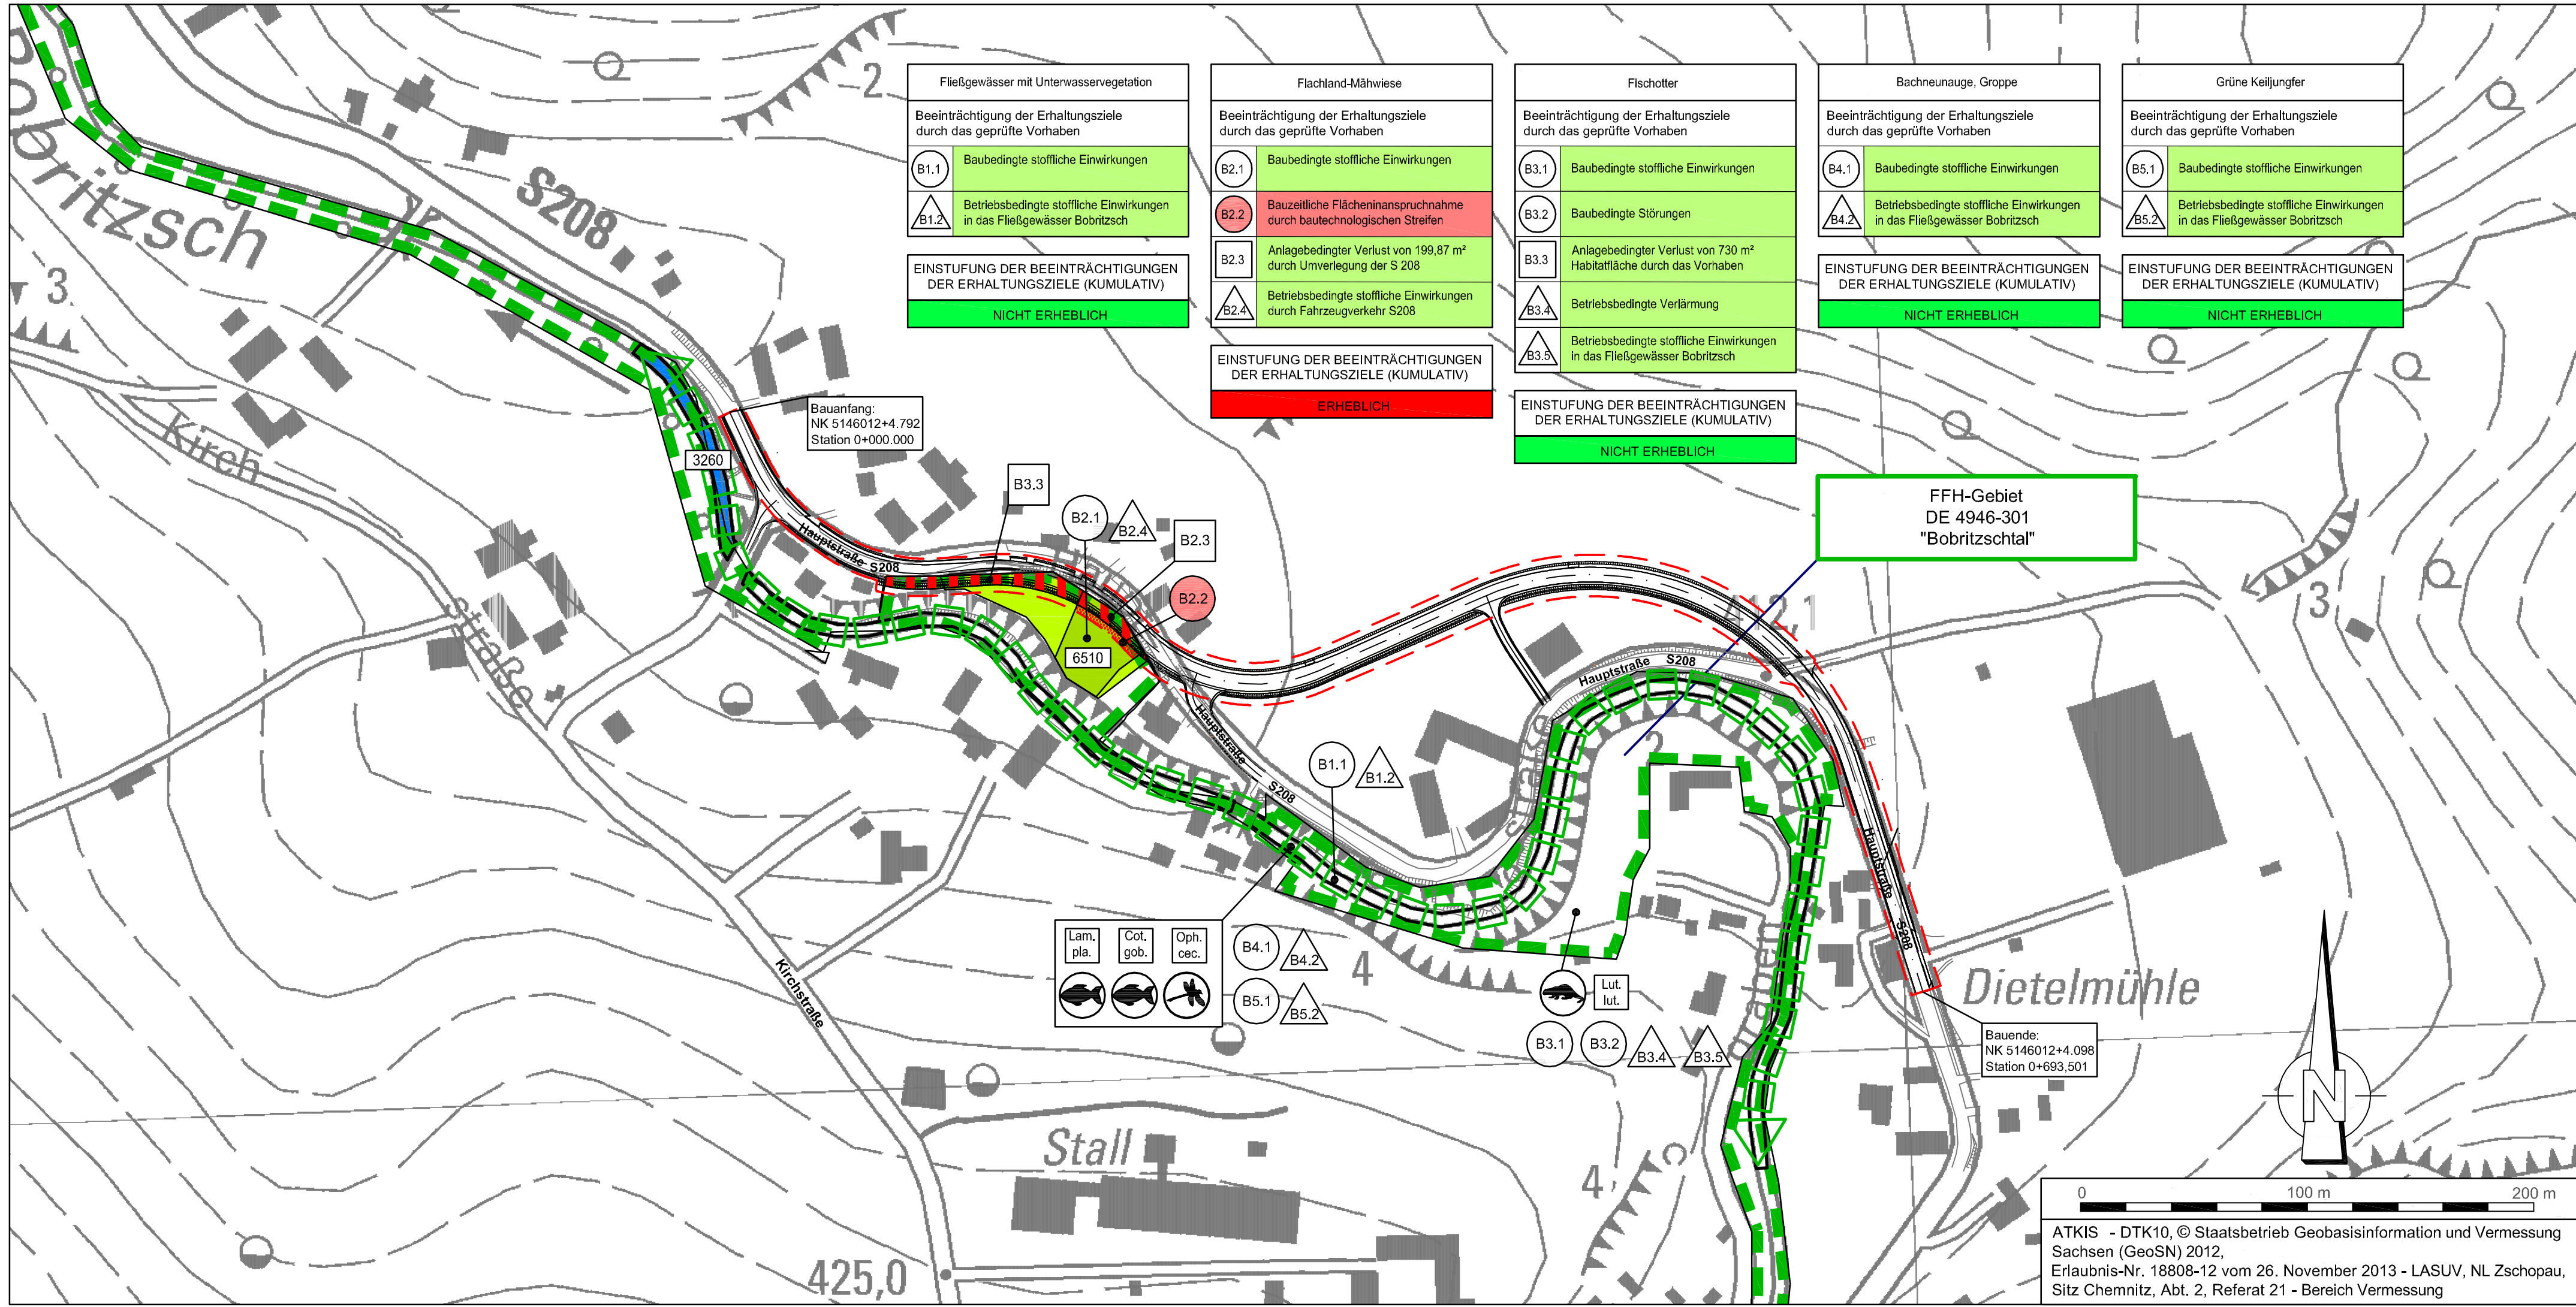 Fließgewässer mit Unterwasservegetation
Beeinträchtigung der Erhaltungsziele
durch das geprüfte Vorhaben
B1.1
Baubedingte stoffliche Einwirkungen
B1.2
Betriebsbedingte stoffliche Einwirkungen
in das Fließgewässer Bobritzsch
EINSTUFUNG DER BEEINTRÄCHTIGUNGEN
DER ERHALTUNGSZIELE (KUMULATIV)
NICHT ERHEBLICH
Flachland-Mähwiese
Beeinträchtigung der Erhaltungsziele
durch das geprüfte Vorhaben
B2.1
Baubedingte stoffliche Einwirkungen
B2.2
Bauzeitliche Flächeninanspruchnahme
durch bautechnologischen Streifen
B2.3
Anlagebedingter Verlust von 199,87 m²
durch Umverlegung der S 208
B2.4
Betriebsbedingte stoffliche Einwirkungen
durch Fahrzeugverkehr S208
EINSTUFUNG DER BEEINTRÄCHTIGUNGEN
DER ERHALTUNGSZIELE (KUMULATIV)
ERHEBLICH
Fischotter
Beeinträchtigung der Erhaltungsziele
durch das geprüfte Vorhaben
B3.1
Baubedingte stoffliche Einwirkungen
B3.2
Baubedingte Störungen
B3.3
Anlagebedingter Verlust von 730 m²
Habitatfläche durch das Vorhaben
B3.4
Betriebsbedingte Verlärmung
B3.5
Betriebsbedingte stoffliche Einwirkungen
in das Fließgewässer Bobritzsch
EINSTUFUNG DER BEEINTRÄCHTIGUNGEN
DER ERHALTUNGSZIELE (KUMULATIV)
NICHT ERHEBLICH
Bachneunauge, Groppe
Beeinträchtigung der Erhaltungsziele
durch das geprüfte Vorhaben
B4.1
Baubedingte stoffliche Einwirkungen
B4.2
Betriebsbedingte stoffliche Einwirkungen
in das Fließgewässer Bobritzsch
EINSTUFUNG DER BEEINTRÄCHTIGUNGEN
DER ERHALTUNGSZIELE (KUMULATIV)
NICHT ERHEBLICH
Grüne Keiljungfer
Beeinträchtigung der Erhaltungsziele
durch das geprüfte Vorhaben
B5.1
Baubedingte stoffliche Einwirkungen
B5.2
Betriebsbedingte stoffliche Einwirkungen
in das Fließgewässer Bobritzsch
EINSTUFUNG DER BEEINTRÄCHTIGUNGEN
DER ERHALTUNGSZIELE (KUMULATIV)
NICHT ERHEBLICH
2
Bobritzsch
S208
3
Kirch
straße
Bauanfang:
NK 5146012+4.792
Station 0+000.000
3260
B3.3
B2.1
B2.4
B2.3
B2.2
Hauptstraße S208
6510
FFH-Gebiet
DE 4946-301
"Bobritzschtal"
412,1
3
Hauptstraße S208
Hauptstraße
S208
straße
2
B1.1
B1.2
Hauptstraße
S208
Lam.
pla.
Cot.
gob.
Oph.
cec.
B4.1
B4.2
B5.1
B5.2
4
Lut.
lut.
B3.1
B3.2
B3.4
B3.5
Dietelmühle
Bauende:
NK 5146012+4.098
Station 0+693,501
Kirchstraße
Stall
4
425,0
N
0
100 m
200 m
ATKIS - DTK10, © Staatsbetrieb Geobasisinformation und Vermessung
Sachsen (GeoSN) 2012,
Erlaubnis-Nr. 18808-12 vom 26. November 2013 - LASUV, NL Zschopau,
Sitz Chemnitz, Abt. 2, Referat 21 - Bereich Vermessung